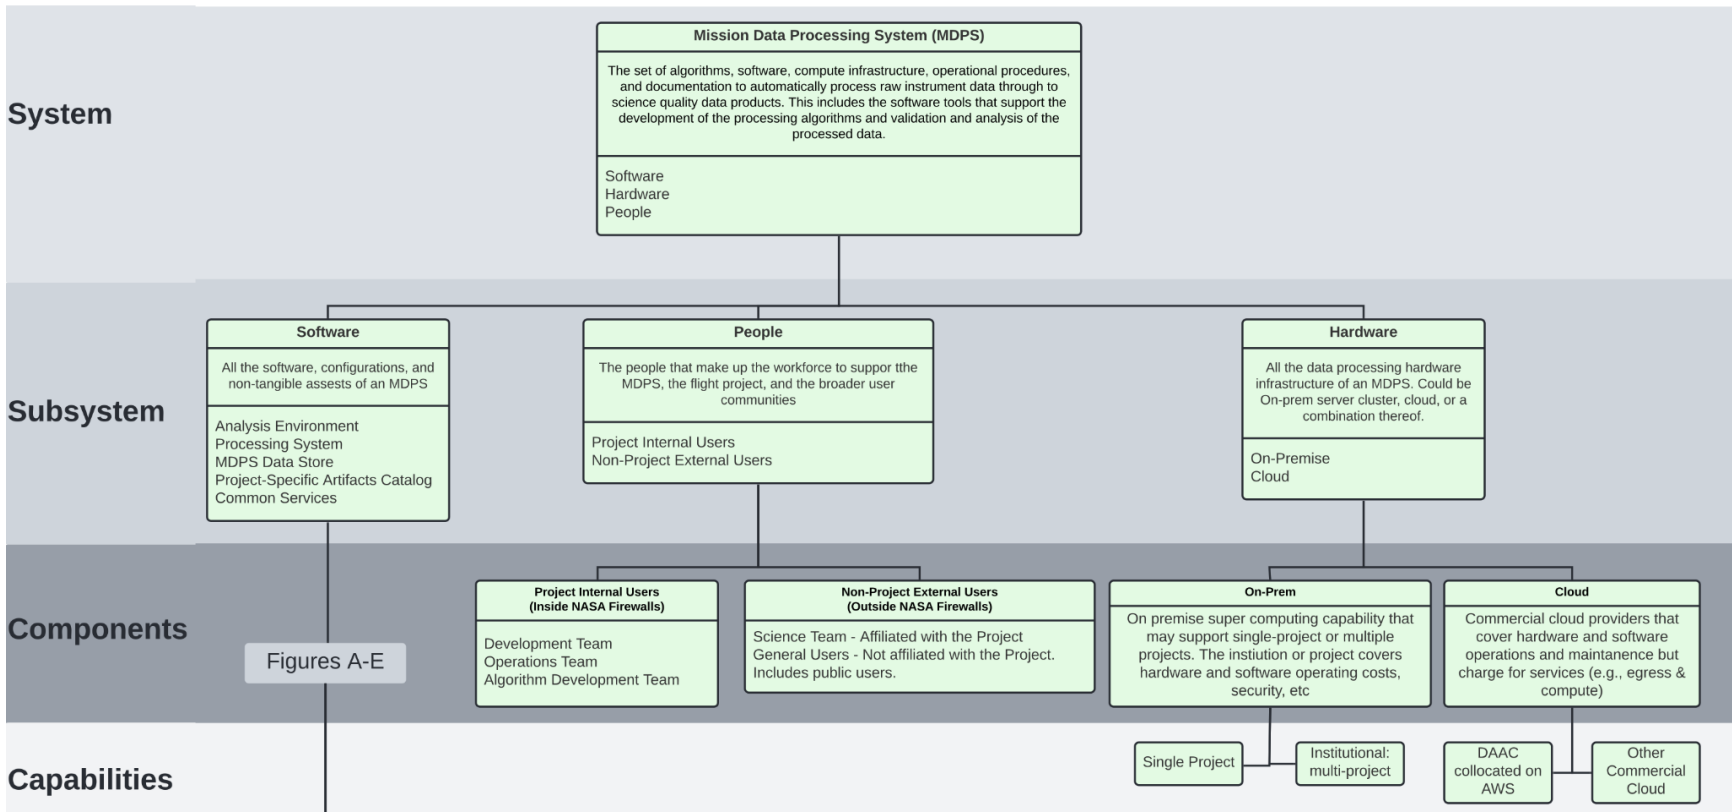 System
Mission Data Processing System (MDPS)
The set of algorithms, software, compute infrastructure, operational procedures,
and documentation to automatically process raw instrument data through to
science quality data products. This includes the software tools that support the
development of the processing algorithms and validation and analysis of the
processed data.
Software
Hardware
People
Subsystem
Software
All the software, configurations, and
non-tangible assests of an MDPS
Analysis Environment
Processing System
MDPS Data Store
Project-Specific Artifacts Catalog
Common Services
People
The people that make up the workforce to suppor tthe
MDPS, the flight project, and the broader user
communities
Project Internal Users
Non-Project External Users
Hardware
All the data processing hardware
infrastructure of an MDPS. Could be
On-prem server cluster, cloud, or a
combination thereof.
On-Premise
Cloud
Components
Figures A-E
Project Internal Users
(Inside NASA Firewalls)
Development Team
Operations Team
Algorithm Development Team
Non-Project External Users
(Outside NASA Firewalls)
Science Team - Affiliated with the Project
General Users - Not affiliated with the Project.
Includes public users.
On-Prem
On premise super computing capability that
may support single-project or multiple
projects. The instiution or project covers
hardware and software operating costs,
security, etc
Cloud
Commercial cloud providers that
cover hardware and software
operations and maintanence but
charge for services (e.g., egress &
compute)
Capabilities
Single Project
Institutional:
multi-project
DAAC
collocated on
AWS
Other
Commercial
Cloud